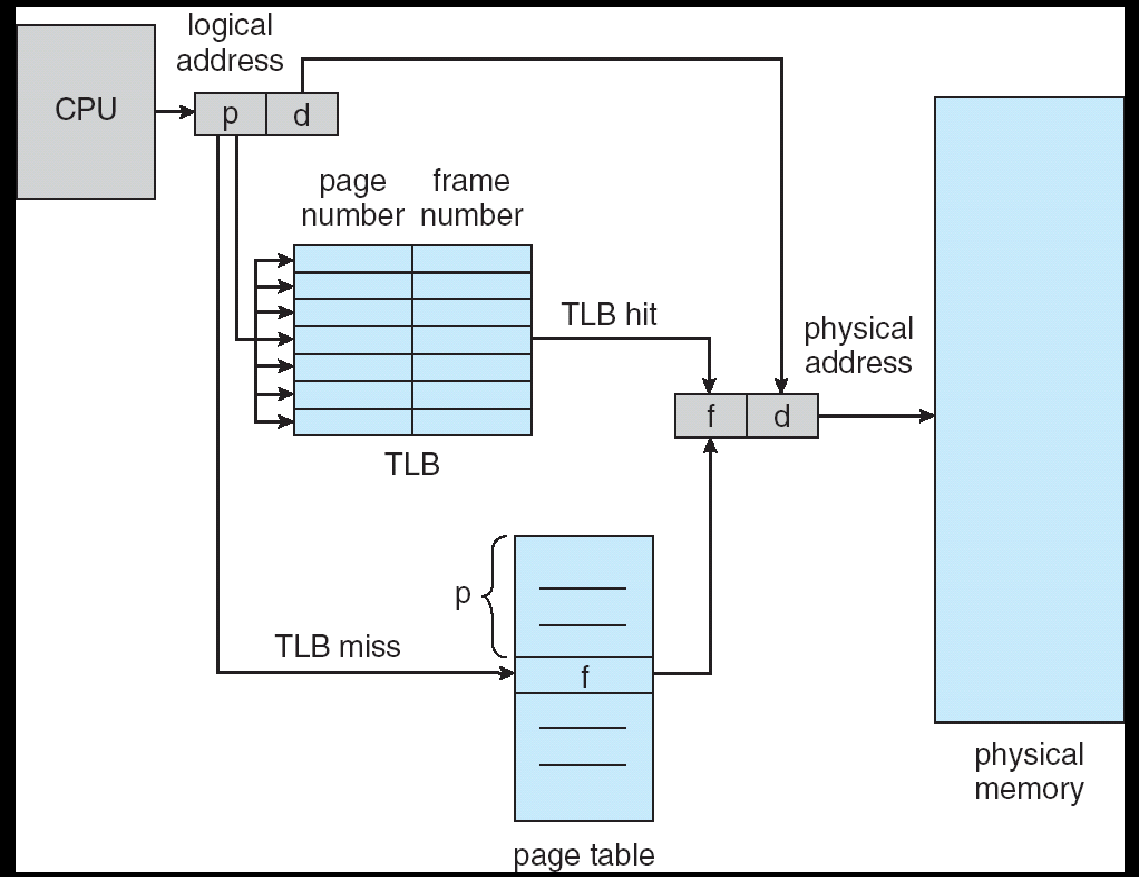 logical
address
CPU
p
d
page
number
frame
number
TLB hit
physical
address
f
d
TLB
p
TLB miss
f
physical
memory
page table